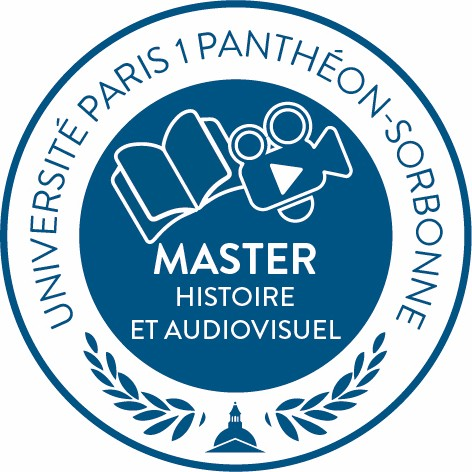 UNIVERSITÉ PARIS 1 PANTHÉON-SORBONNE
MASTER
HISTOIRE
ET AUDIOVISUEL